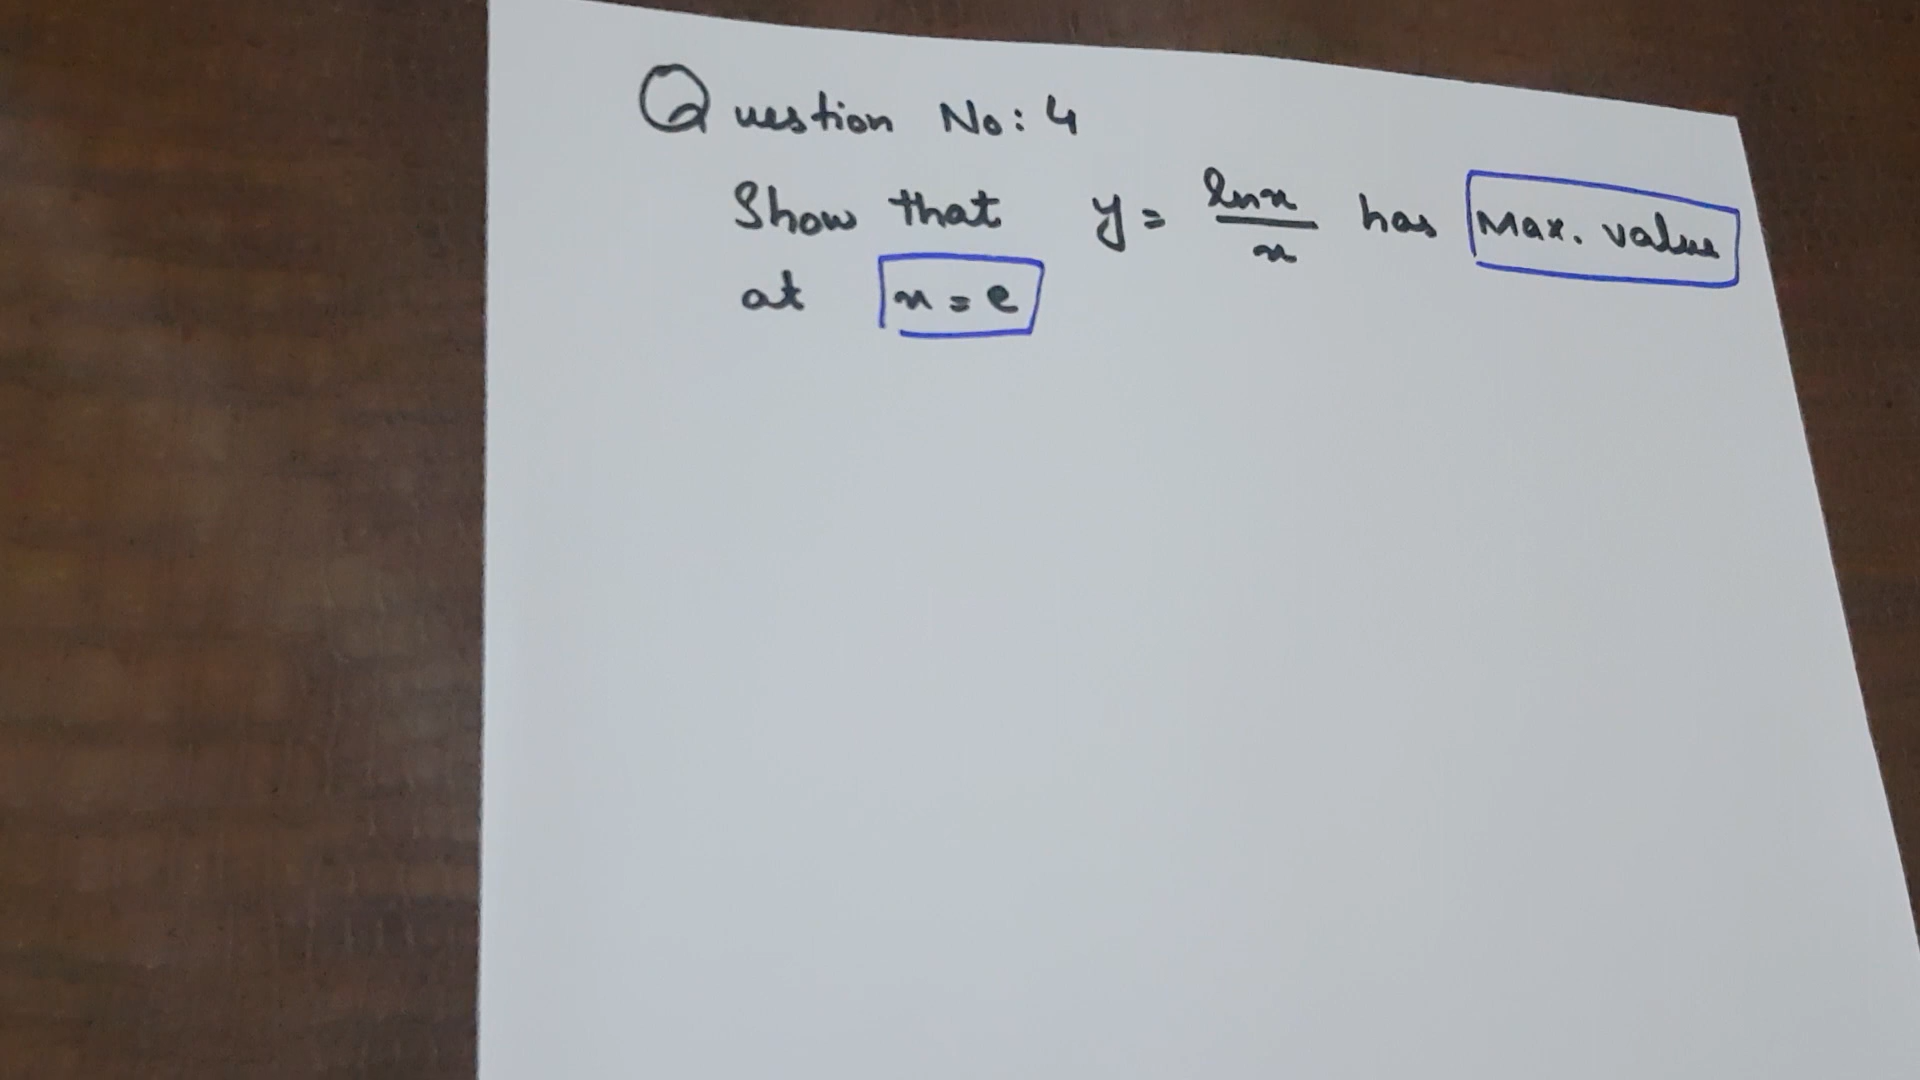 Question No: 4
Show that y = lnx/x has Max. value
at x = e